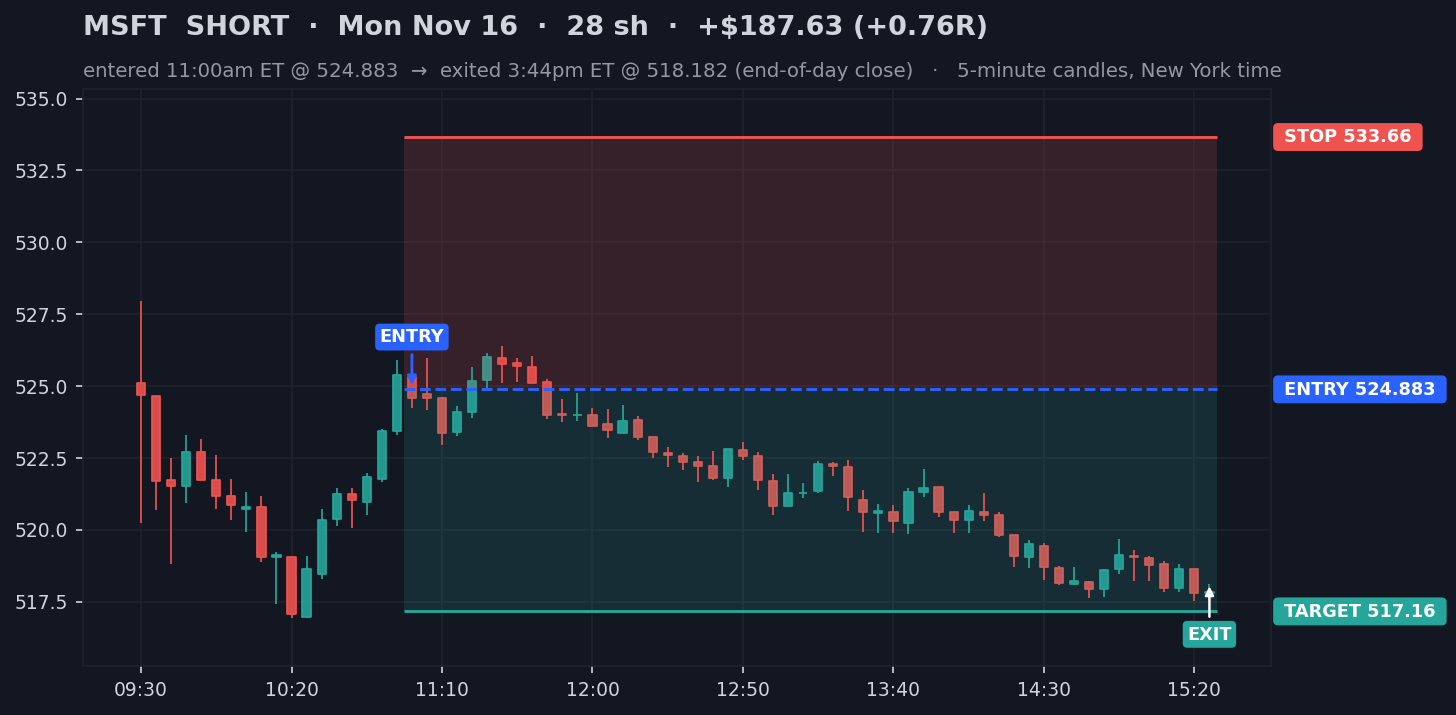 MSFT  SHORT  ·  Mon Nov 16  ·  28 sh  ·  +$187.63 (+0.76R)
entered 11:00am ET @ 524.883  →  exited 3:44pm ET @ 518.182 (end-of-day close)  ·  5-minute candles, New York time
535.0
STOP 533.66
532.5
530.0
527.5
ENTRY
525.0
ENTRY 524.883
522.5
520.0
517.5
TARGET 517.16
EXIT
09:30 10:20 11:10 12:00 12:50 13:40 14:30 15:20